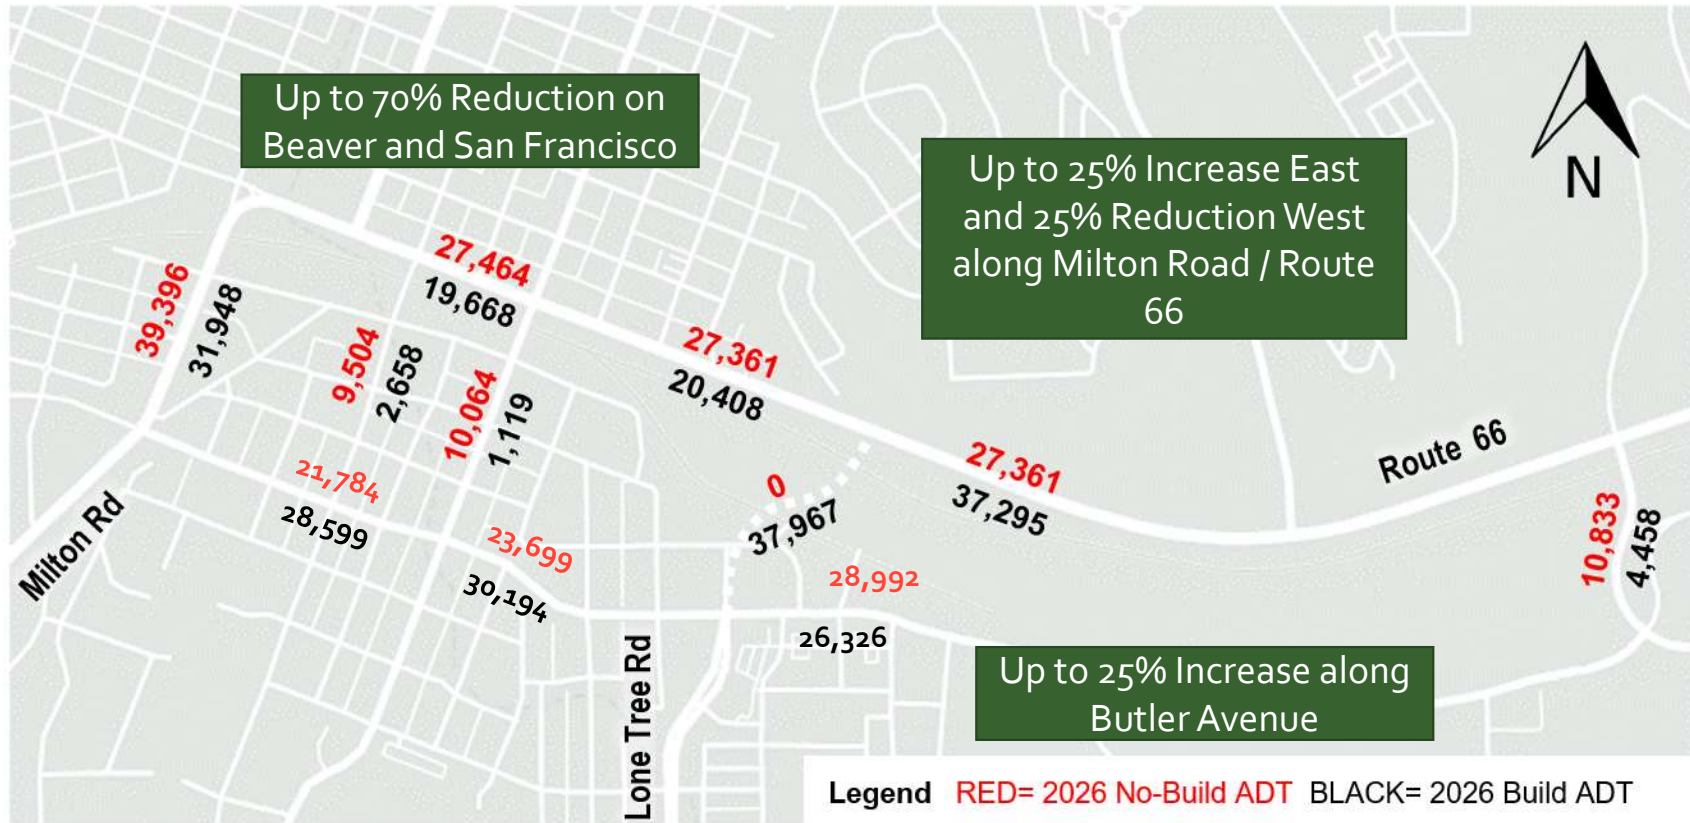 Up to 70% Reduction on
Beaver and San Francisco
Up to 25% Increase East
and 25% Reduction West
along Milton Road / Route
66
N
27,464
19,668
39,396
31,948
9,504
2,658
10,064
1,119
27,361
20,408
27,361
37,295
Route 66
21,784
28,599
23,699
30,194
0
37,967
28,992
26,326
10,833
4,458
Milton Rd
Lone Tree Rd
Up to 25% Increase along
Butler Avenue
Legend RED= 2026 No-Build ADT BLACK= 2026 Build ADT